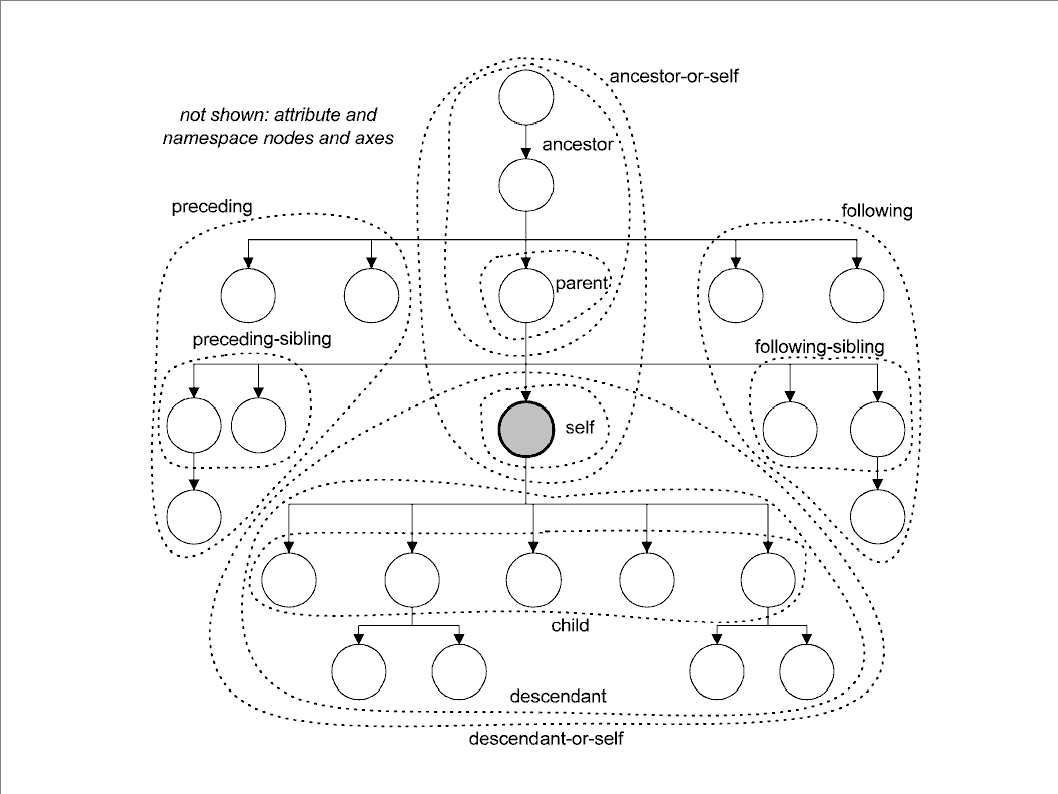 ancestor-or-self
not shown: attribute and
namespace nodes and axes
ancestor
preceding
following
parent
preceding-sibling
following-sibling
self
child
descendant
descendant-or-self